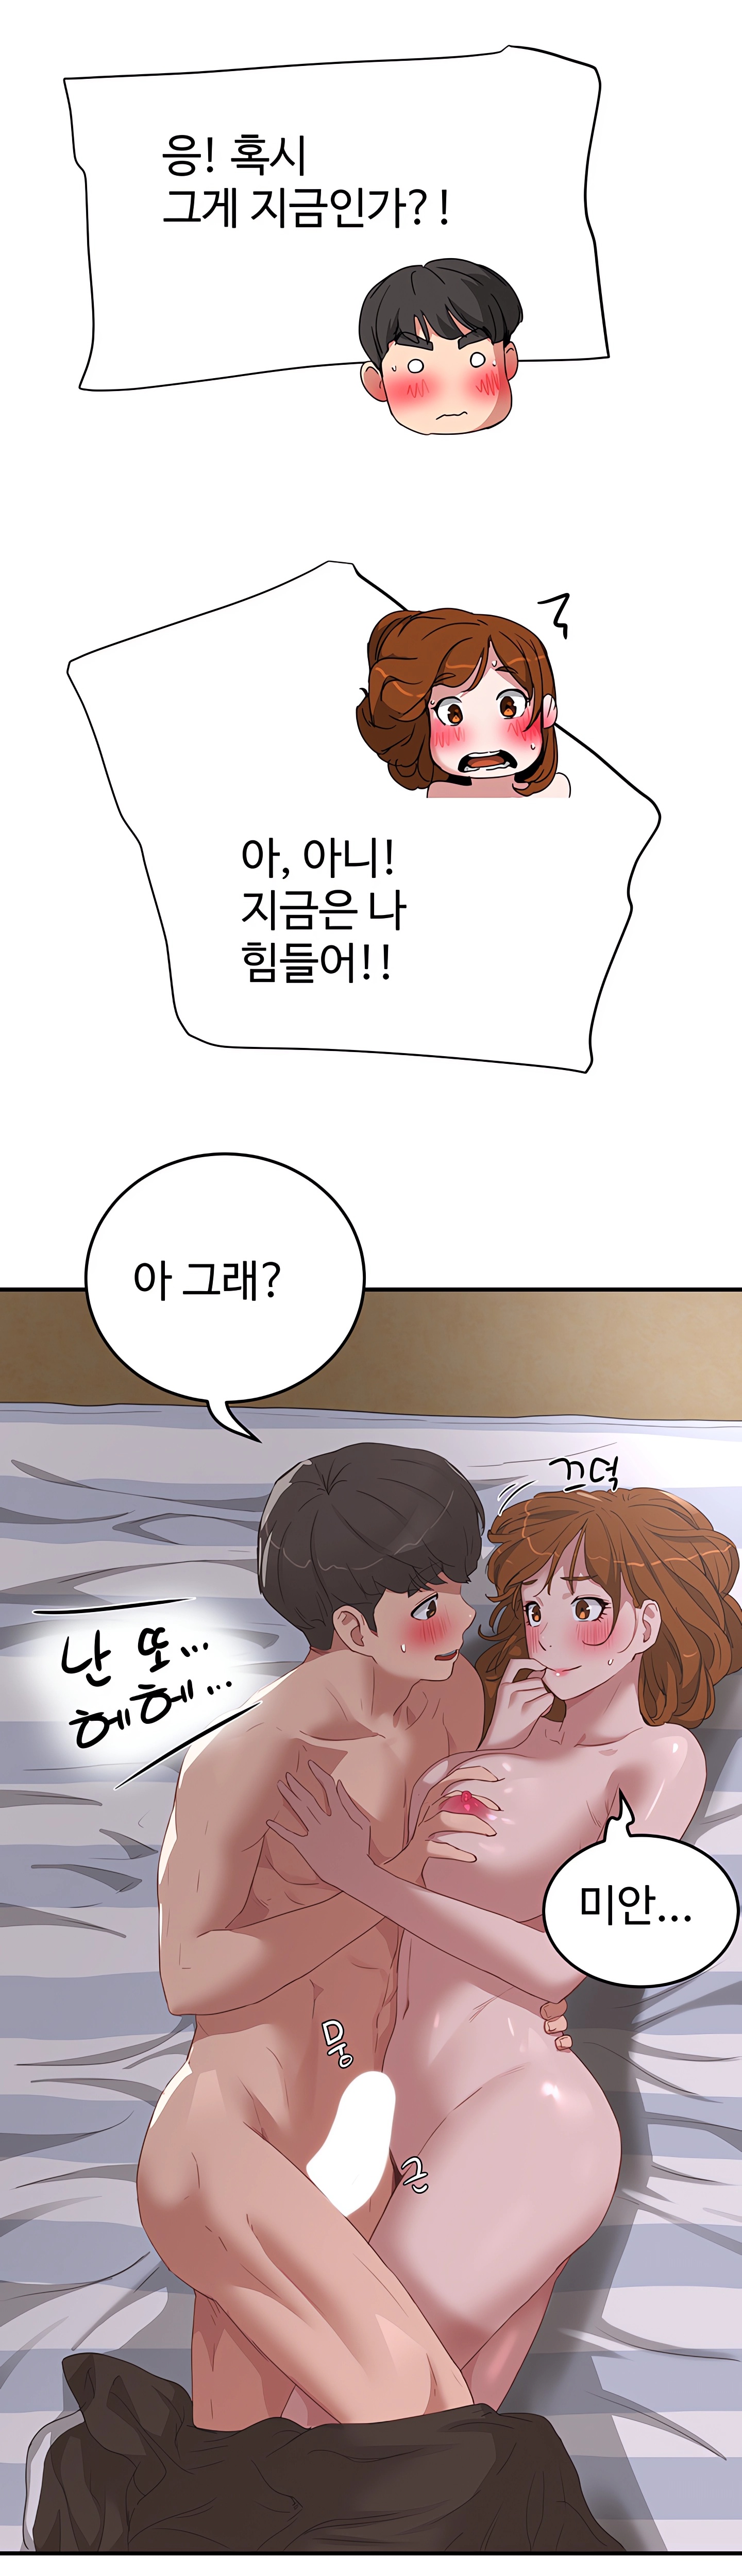 응! 혹시
그게 지금인가?!
아, 아니!
지금은 나
힘들어!!
아 그래?
끄덕
난 또...
헤헤...
미안...
뭉
근